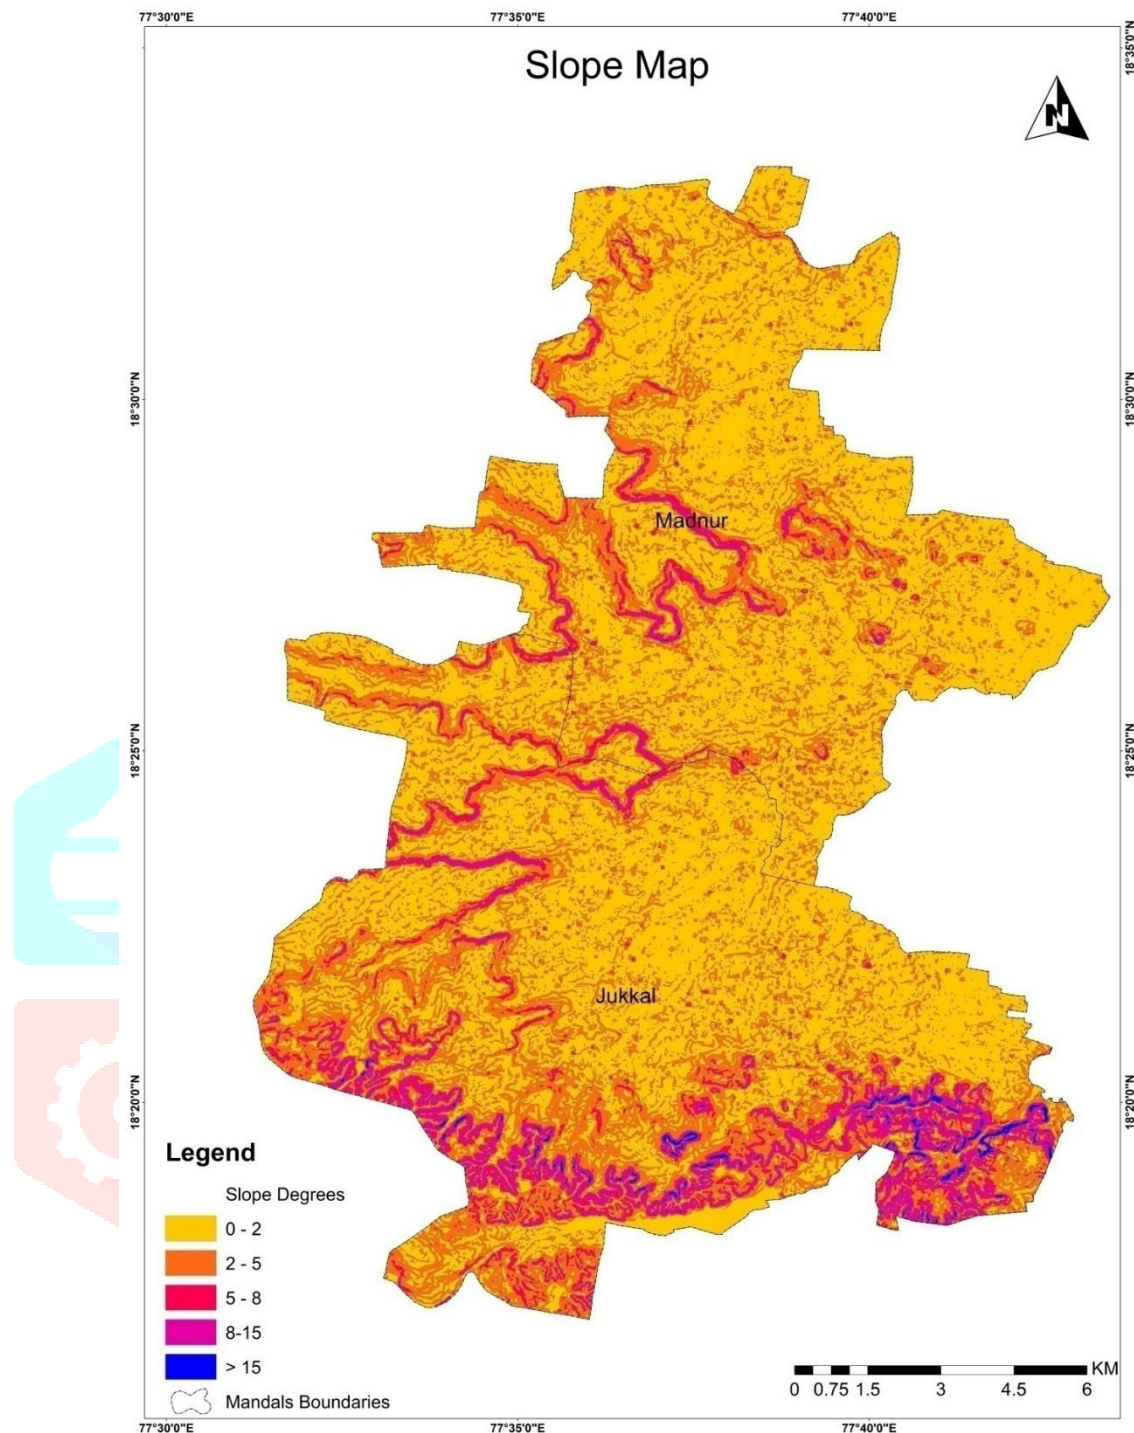 77°30'0"E 77°35'0"E 77°40'0"E
Slope Map
N
18°35'0"N
18°30'0"N 18°30'0"N
Madnur
18°25'0"N 18°25'0"N
Jukkal
18°20'0"N 18°20'0"N
Legend
Slope Degrees
0 - 2
2 - 5
5 - 8
8-15
> 15
Mandals Boundaries
KM
0 0.75 1.5 3 4.5 6
77°30'0"E 77°35'0"E 77°40'0"E